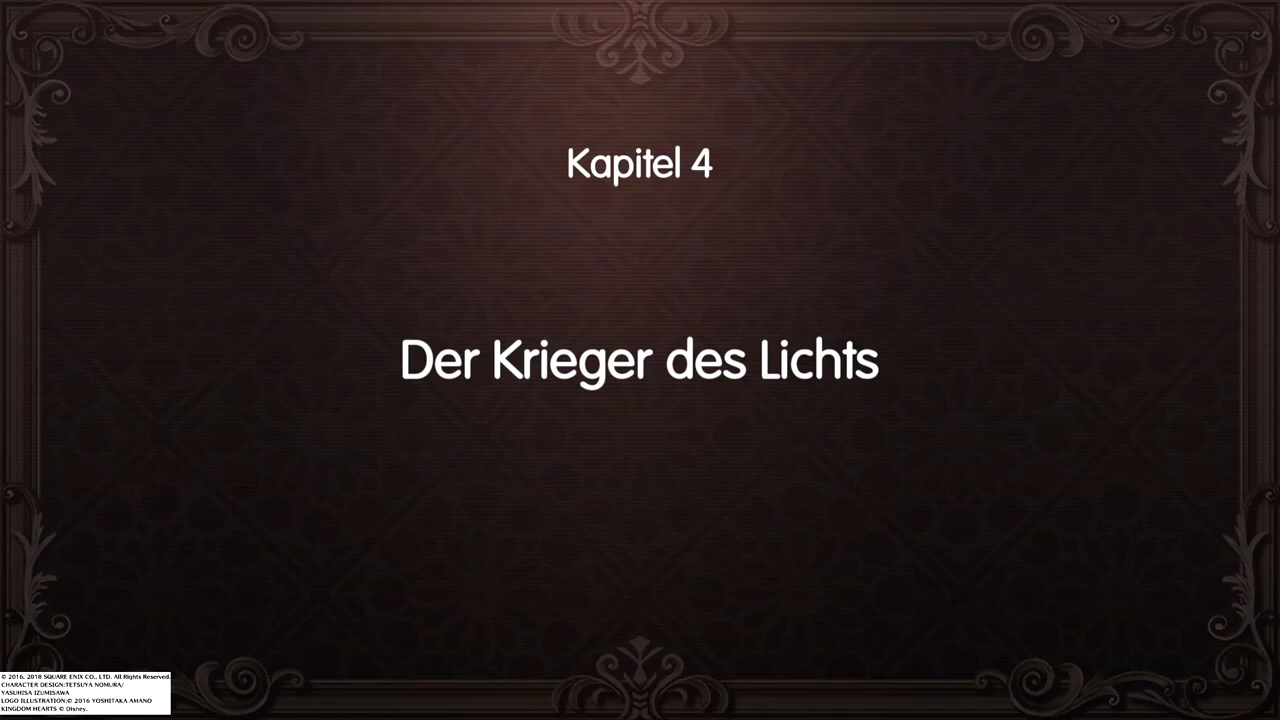 Kapitel 4
Der Krieger des Lichts
© 2016, 2018 SQUARE ENIX CO., LTD. All Rights Reserved.
CHARACTER DESIGN:TETSUYA NOMURA/
YASUHISA IZUMISAWA
LOGO ILLUSTRATION:© 2016 YOSHITAKA AMANO
KINGDOM HEARTS © Disney.